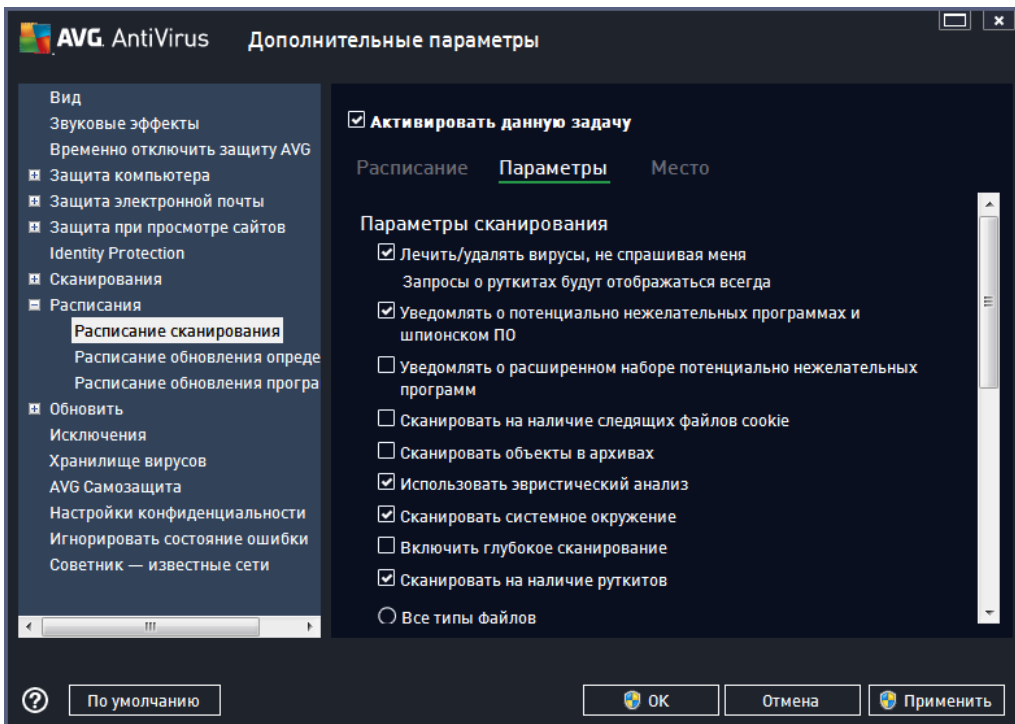 AVG AntiVirus Дополнительные параметры
Вид
Звуковые эффекты
Временно отключить защиту AVG
Защита компьютера
Защита электронной почты
Защита при просмотре сайтов
Identity Protection
Сканирования
Расписания
Расписание сканирования
Расписание обновления опреде
Расписание обновления програ
Обновить
Исключения
Хранилище вирусов
AVG Самозащита
Настройки конфиденциальности
Игнорировать состояние ошибки
Советник — известные сети
Активировать данную задачу
Расписание Параметры Место
Параметры сканирования
Лечить/удалять вирусы, не спрашивая меня
Запросы о руткитах будут отображаться всегда
Уведомлять о потенциально нежелательных программах и
шпионском ПО
Уведомлять о расширенном наборе потенциально нежелательных
программ
Сканировать на наличие следящих файлов cookie
Сканировать объекты в архивах
Использовать эвристический анализ
Сканировать системное окружение
Включить глубокое сканирование
Сканировать на наличие руткитов
Все типы файлов
? По умолчанию OK Отмена Применить